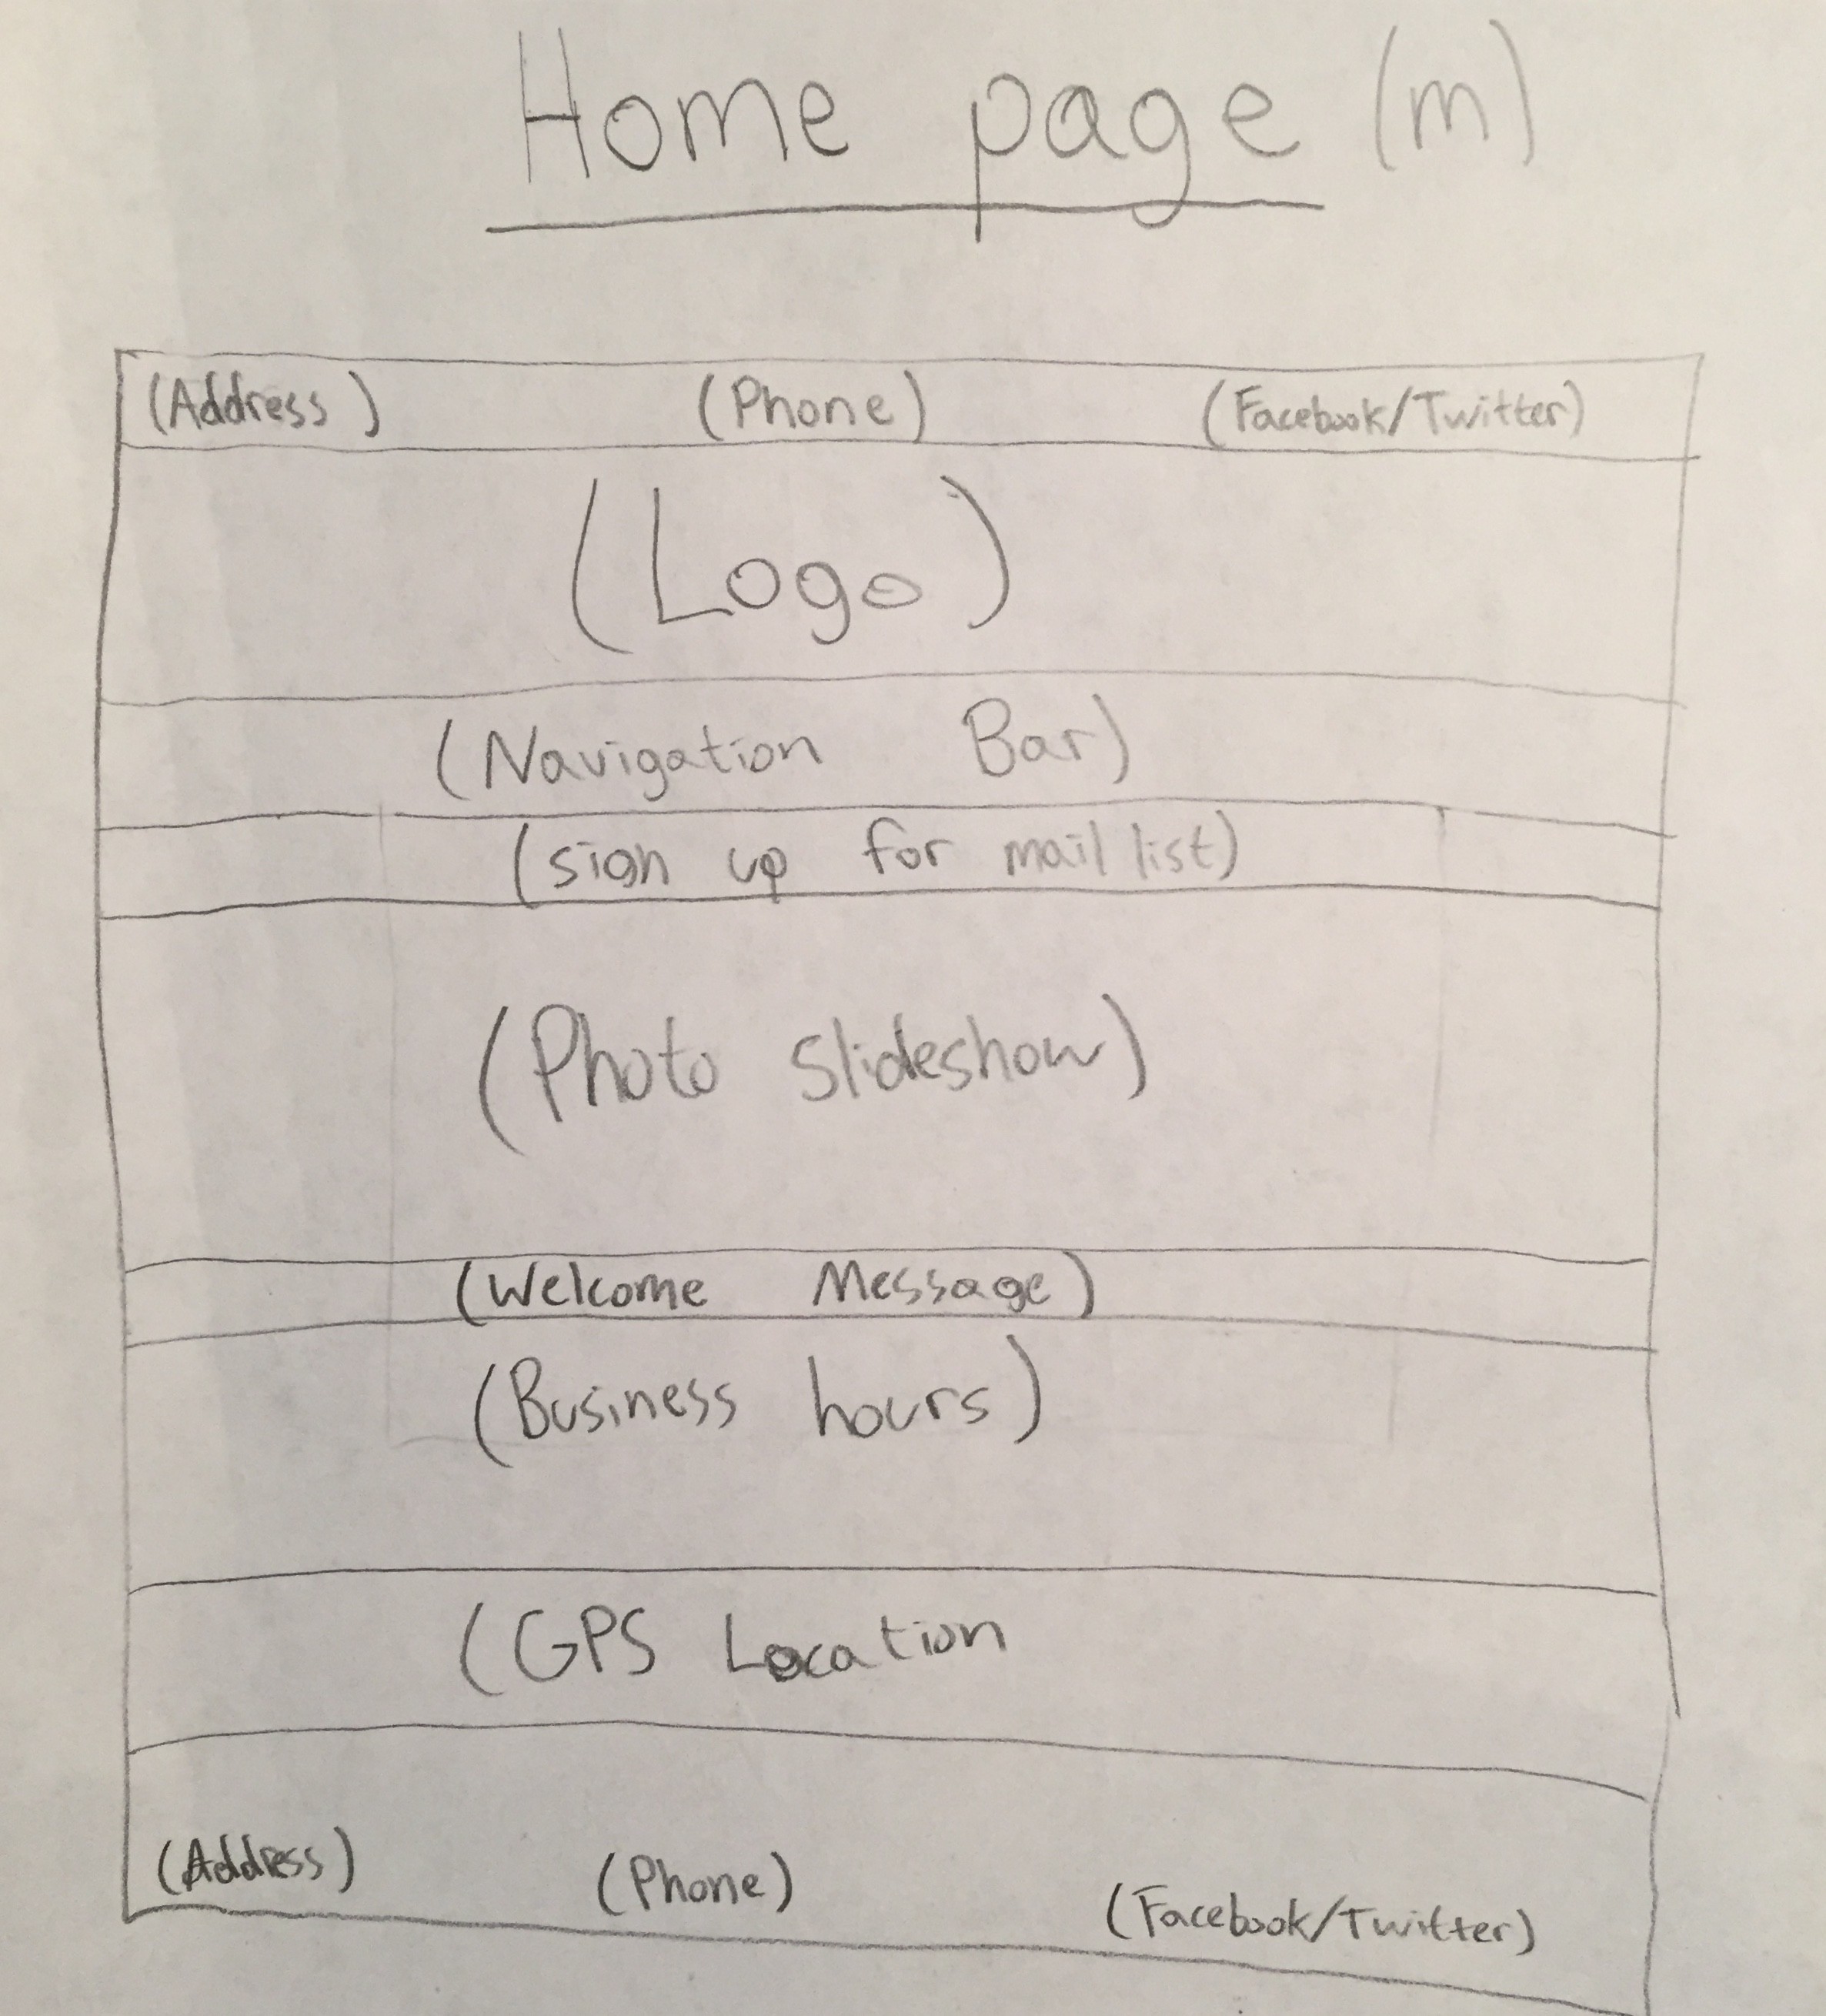 Home page (m)
(Address) (Phone) (Facebook/Twitter)
(Logo)
(Navigation Bar)
(sign up for mail list)
(Photo slideshow)
(Welcome Message)
(Business hours)
(GPS Location
(Address) (Phone) (Facebook/Twitter)